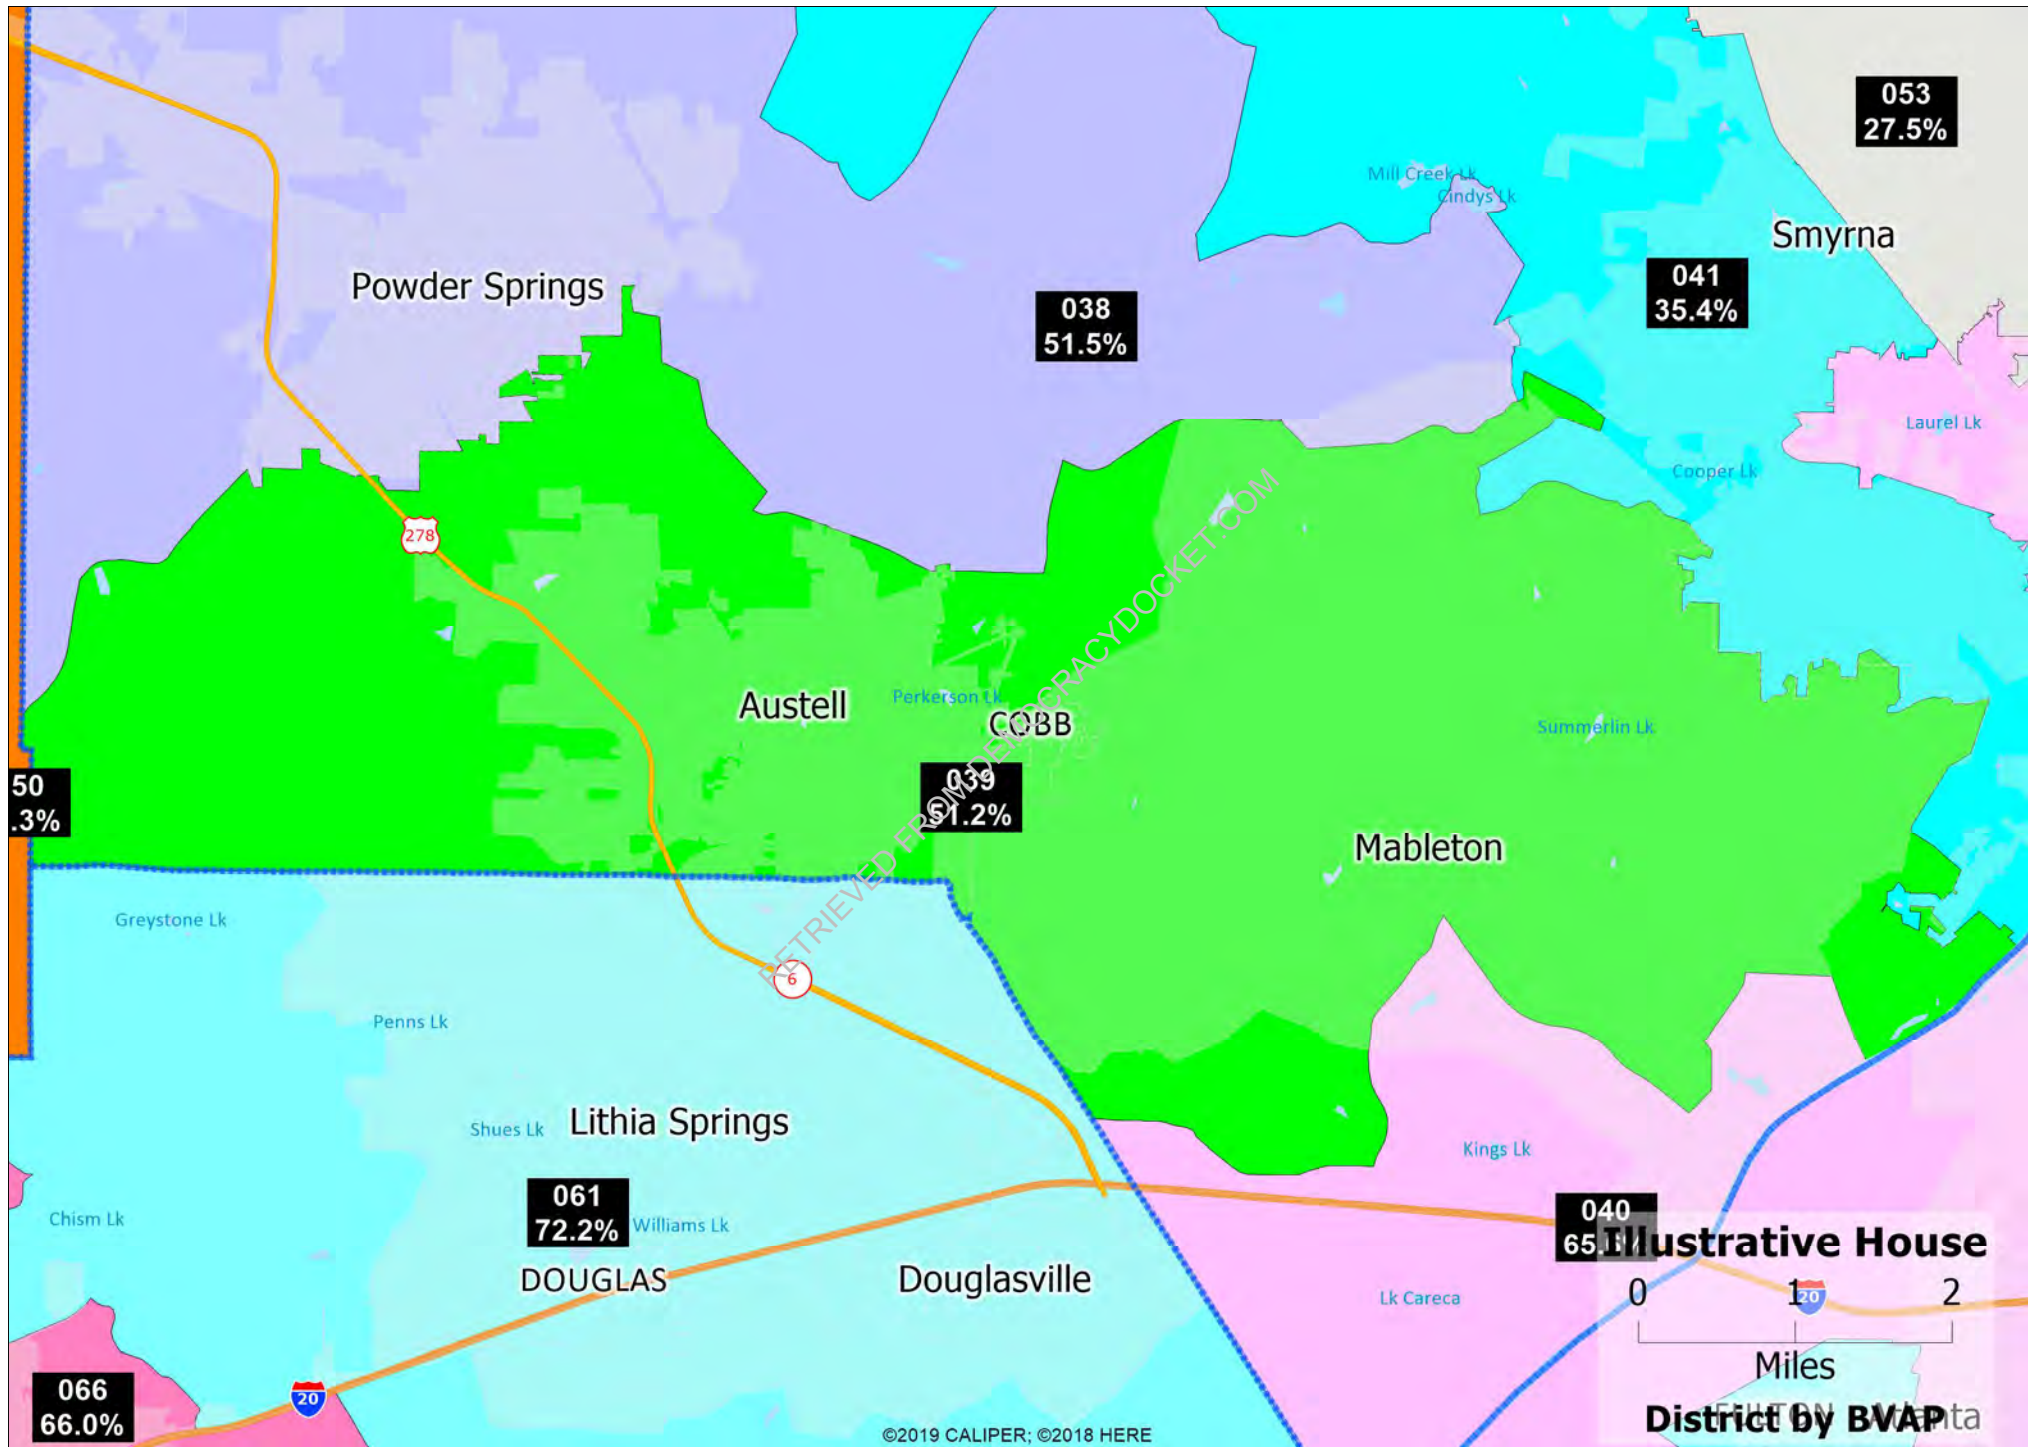 053
27.5%
Mill Creek Lk
Cindys Lk
Smyrna
041
35.4%
Powder Springs
038
51.5%
Laurel Lk
Cooper Lk
278
Austell
Perkerson Lk
COBB
Summerlin Lk
50
.3%
039
51.2%
Mableton
RETRIEVED FROM DEMOCRACYDOCKET.COM
Greystone Lk
6
Penns Lk
Shues Lk
Lithia Springs
Kings Lk
061
72.2%
Williams Lk
Chism Lk
040
Illustrative House
DOUGLAS
Douglasville
Lk Careca
0 1 2
20
Miles
066
66.0%
20
FULTON
Atlanta
District by BVAP
©2019 CALIPER; ©2018 HERE